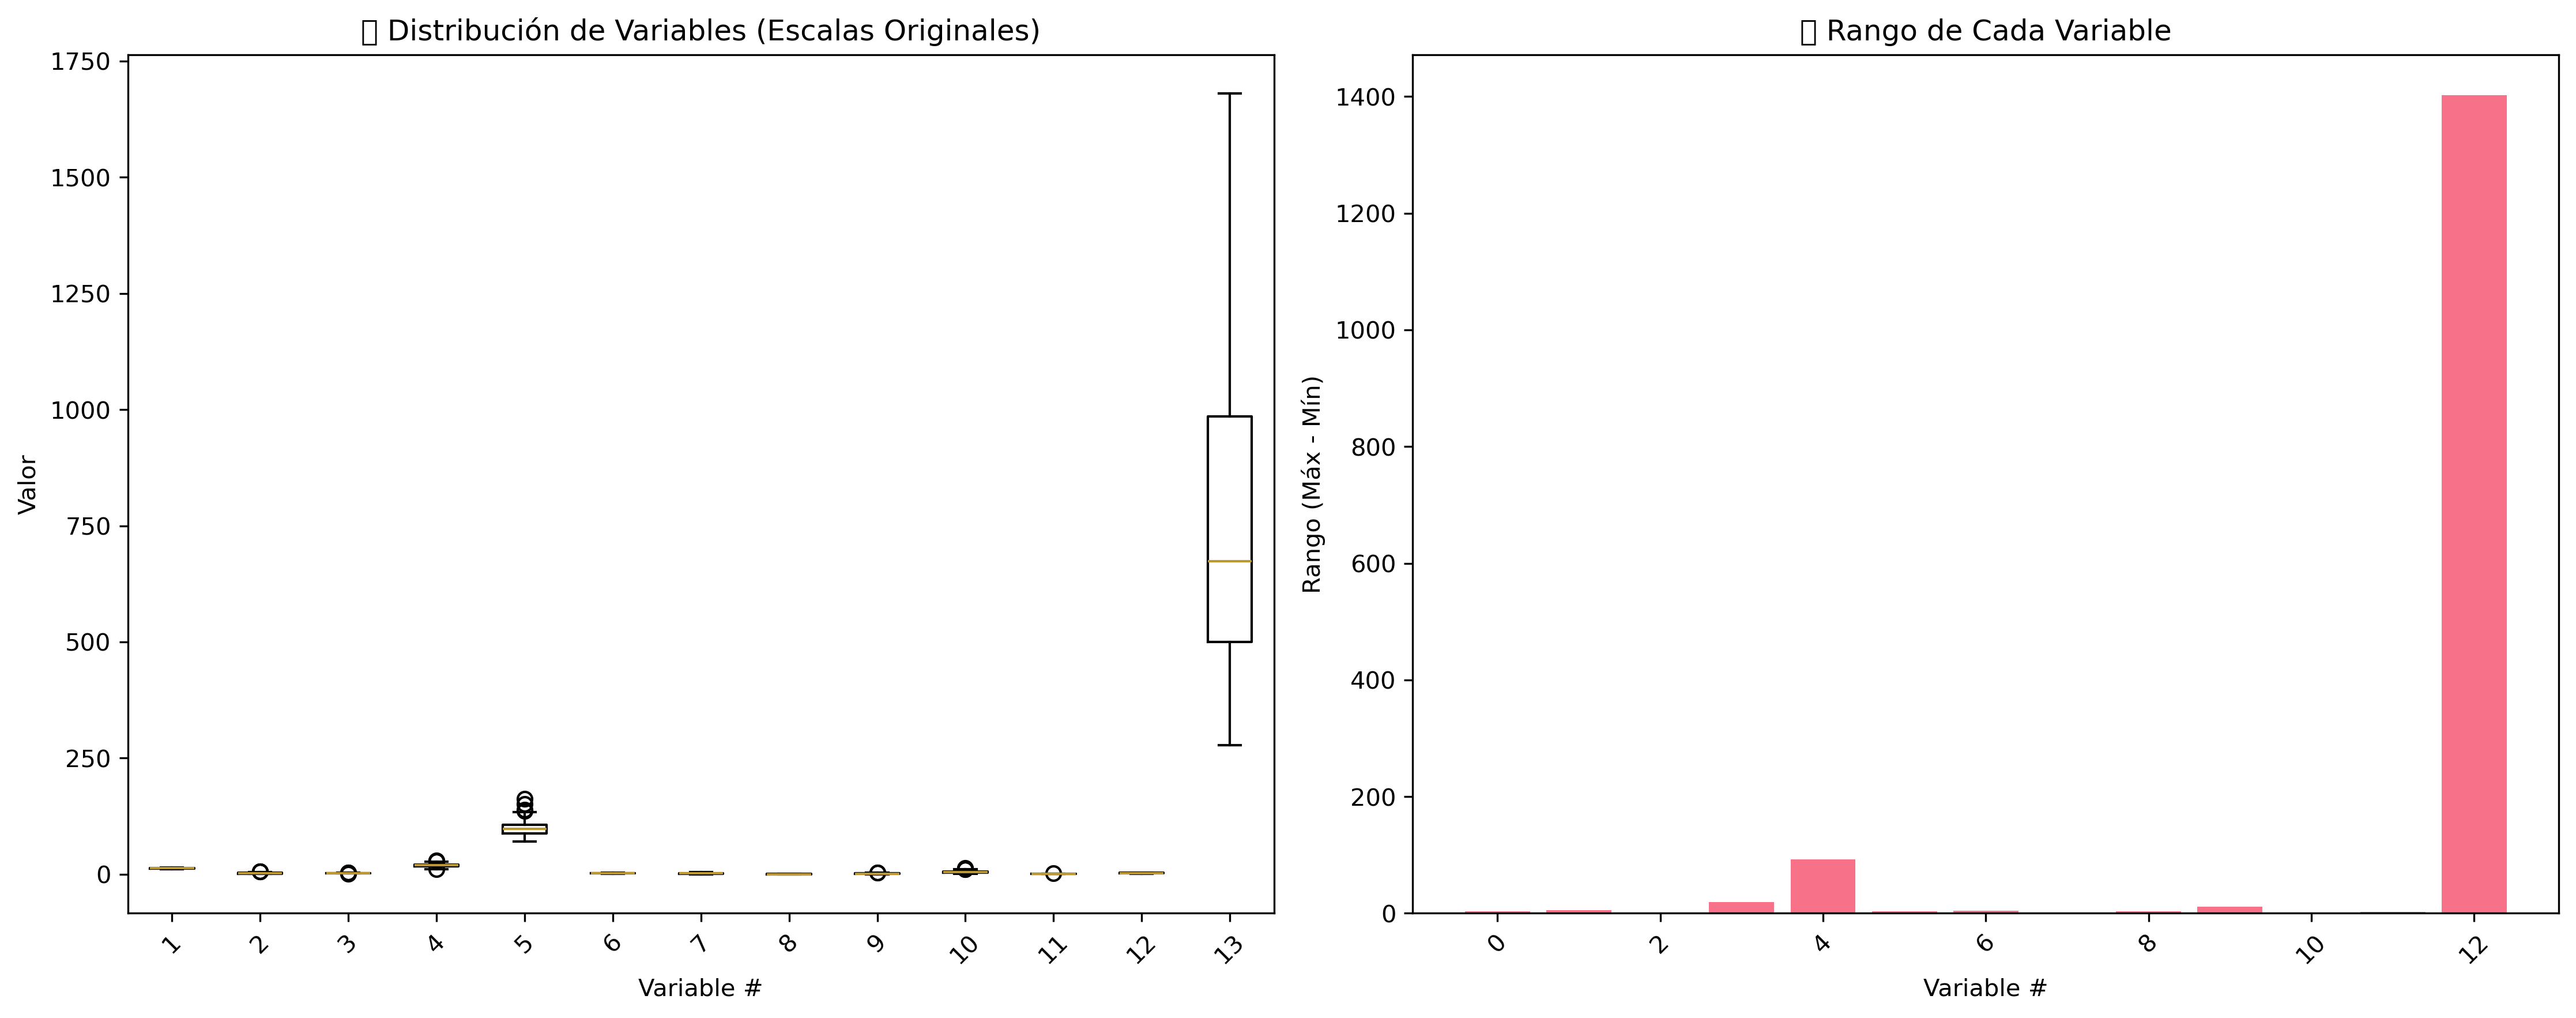 Distribución de Variables (Escalas Originales)
1750
1500
1250
1000
750
500
250
0
Valor
1 2 3 4 5 6 7 8 9 10 11 12 13
Variable #
Rango de Cada Variable
1400
1200
1000
800
600
400
200
0
Rango (Máx - Mín)
0 2 4 6 8 10 12
Variable #